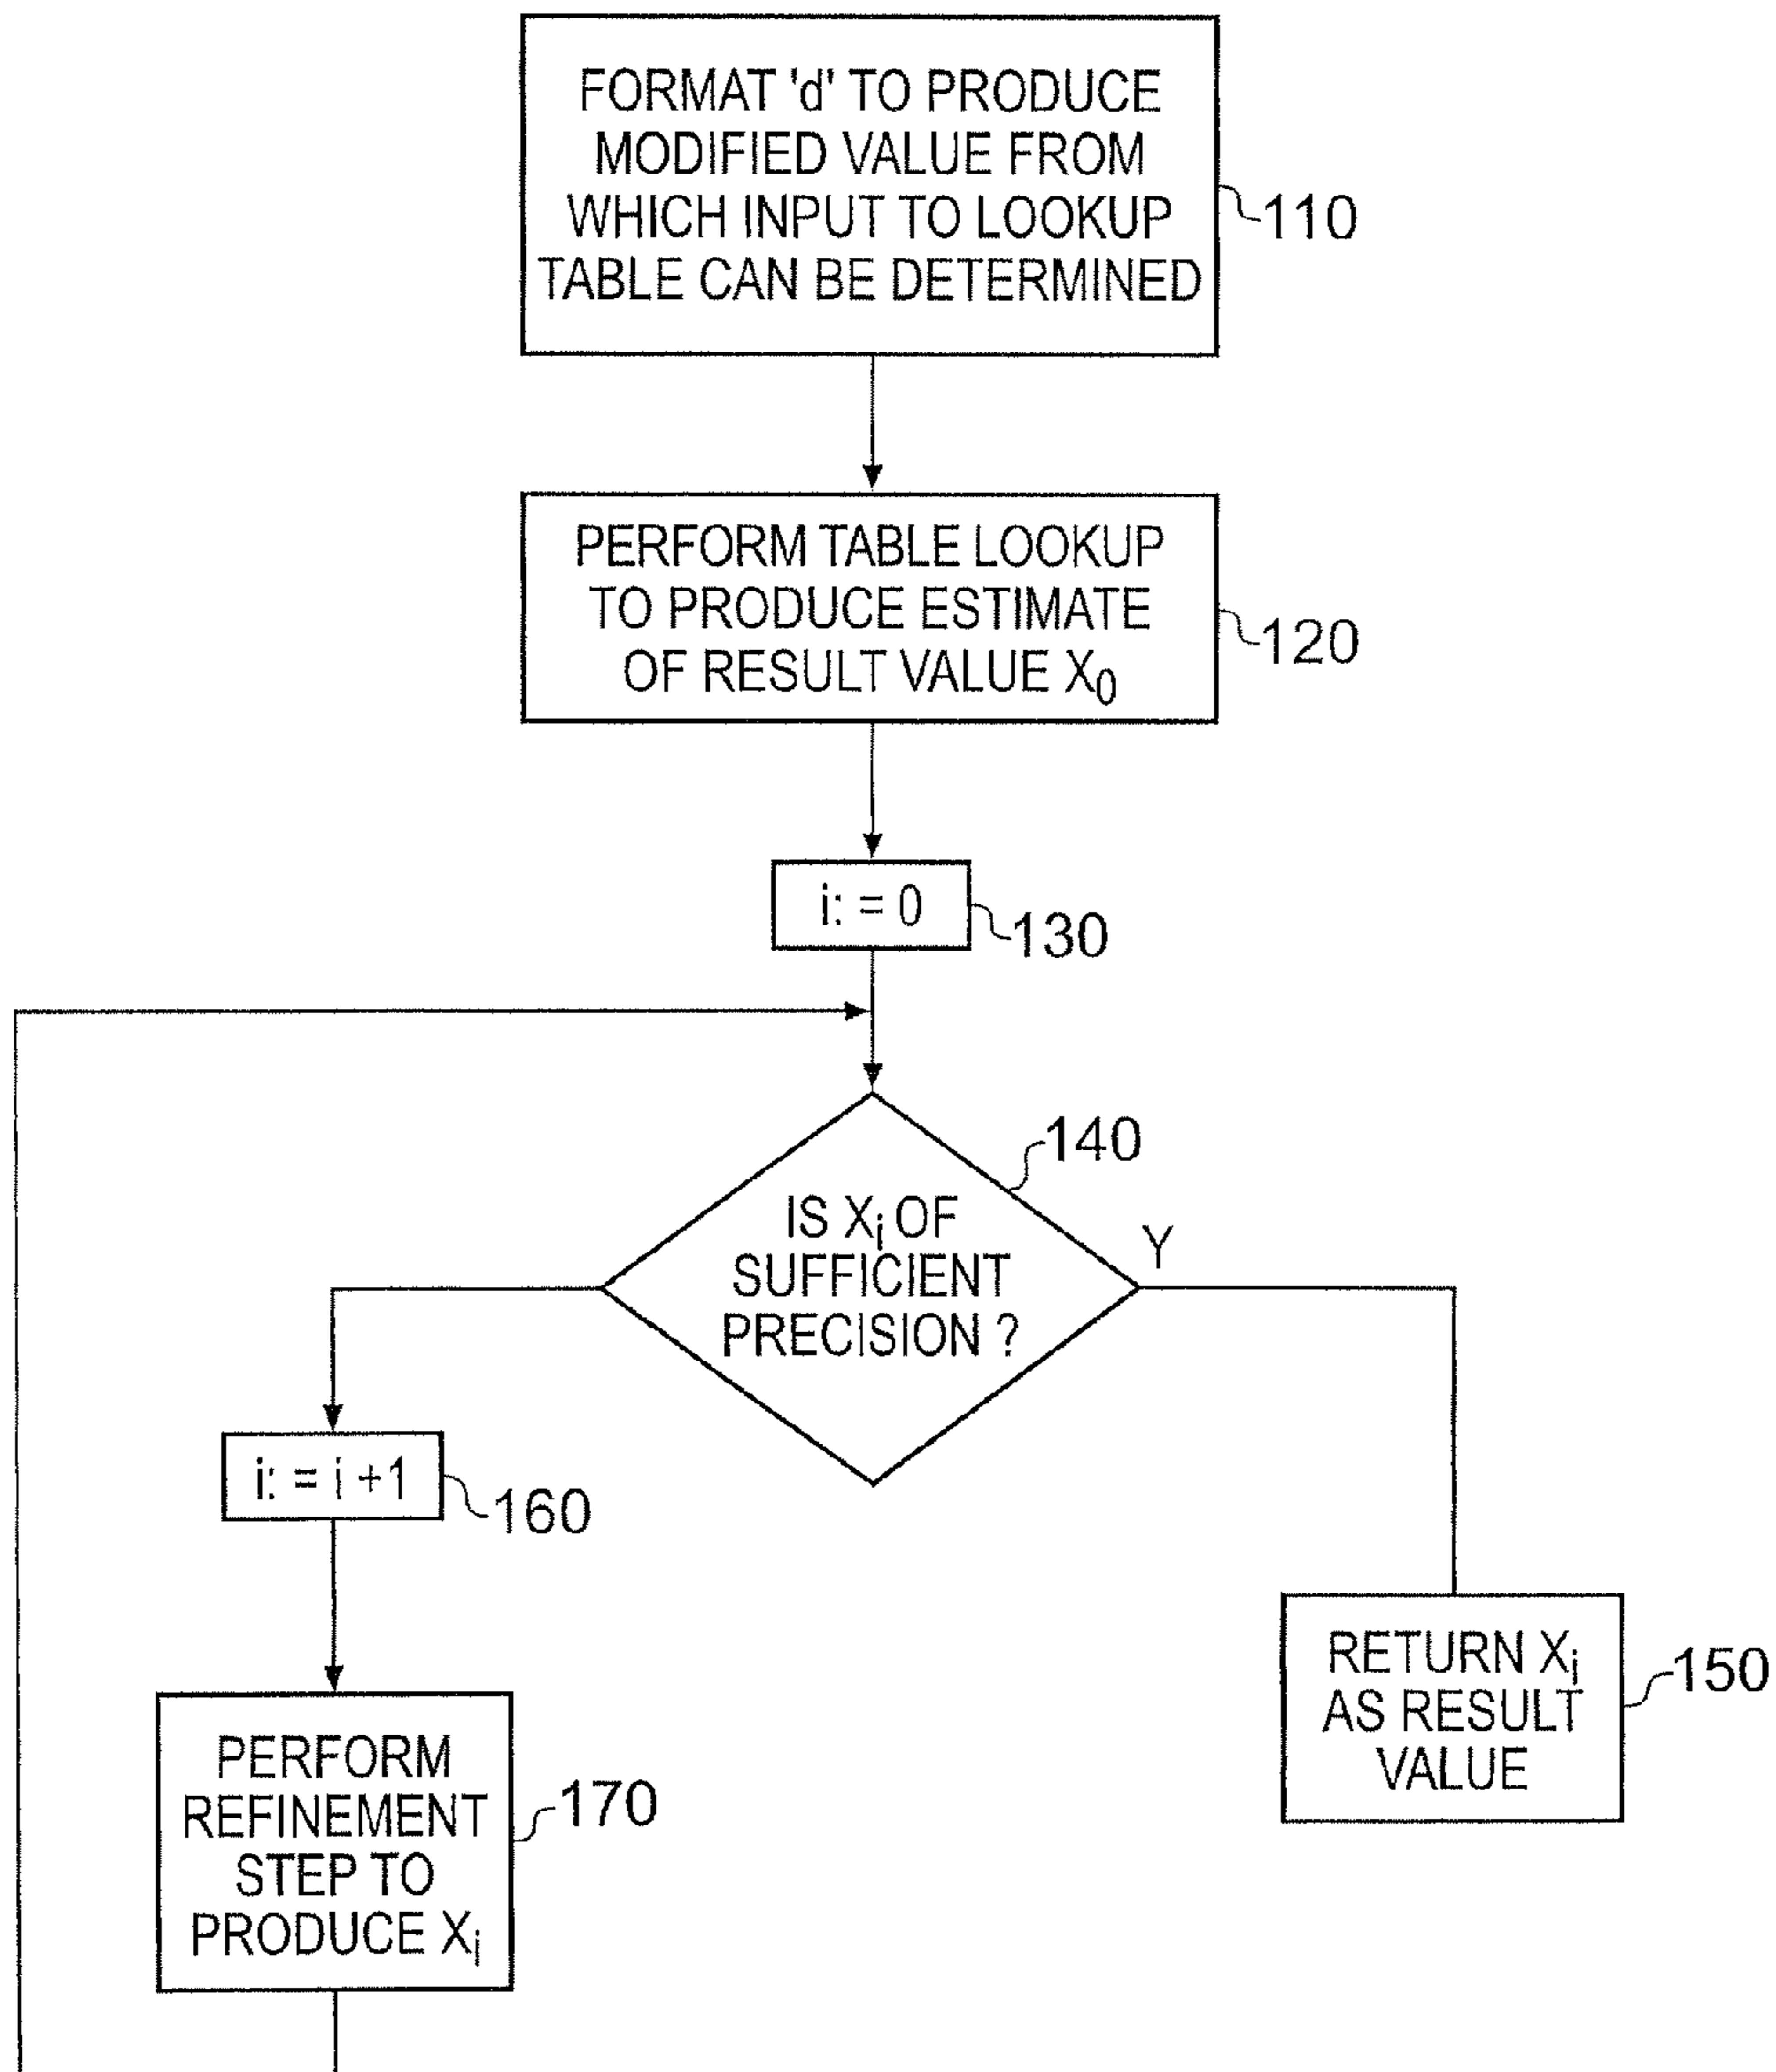 FORMAT 'd' TO PRODUCE
MODIFIED VALUE FROM
WHICH INPUT TO LOOKUP
TABLE CAN BE DETERMINED
110
PERFORM TABLE LOOKUP
TO PRODUCE ESTIMATE
OF RESULT VALUE X₀
120
i: = 0
130
140
IS Xᵢ OF
SUFFICIENT
PRECISION ?
Y
i: = i +1
160
RETURN Xᵢ
AS RESULT
VALUE
150
PERFORM
REFINEMENT
STEP TO
PRODUCE Xᵢ
170